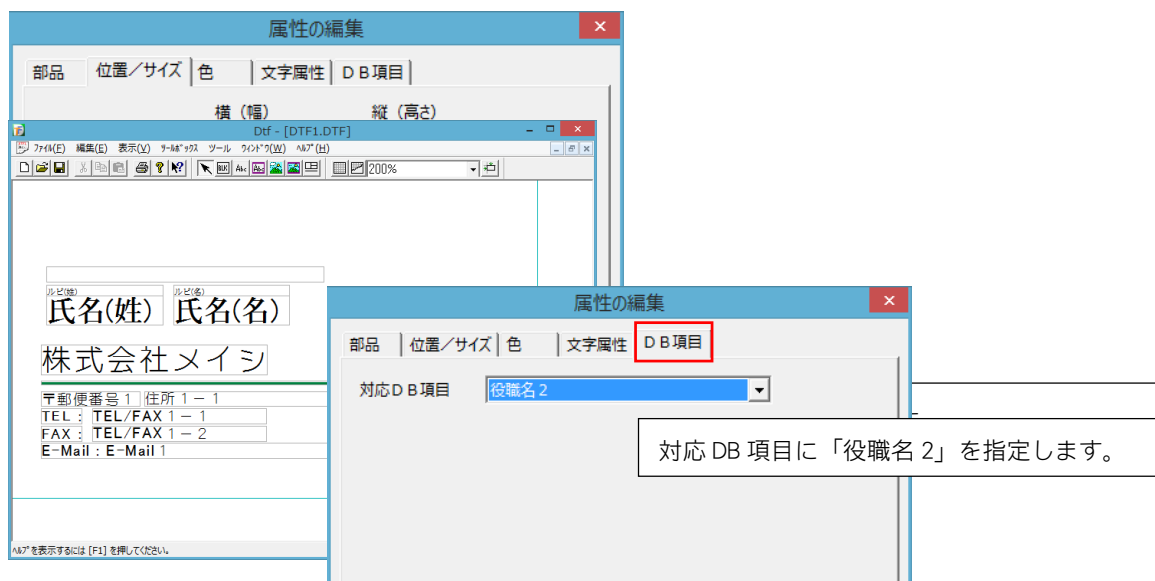 属性の編集
部品 位置／サイズ 色 文字属性 ＤＢ項目
横（幅） 縦（高さ）
Dtf - [DTF1.DTF]
ﾌｧｲﾙ(F) 編集(E) 表示(V) ﾂｰﾙﾎﾞｯｸｽ ツール ｳｨﾝﾄﾞｳ(W) ﾍﾙﾌﾟ(H)
200%
ルビ(姓) ルビ(名)
氏名(姓) 氏名(名)
株式会社メイシ
〒郵便番号１ 住所１－１
TEL： TEL/FAX１－１
FAX： TEL/FAX１－２
E-Mail：E-Mail１
ﾍﾙﾌﾟを表示するには [F1] を押してください。
属性の編集
部品 位置／サイズ 色 文字属性 ＤＢ項目
対応ＤＢ項目 役職名２
対応 DB 項目に「役職名 2」を指定します。